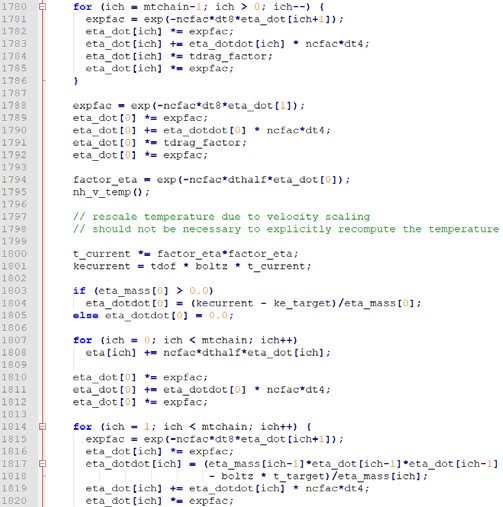 1780 for (ich = mtchain-1; ich > 0; ich--) {
1781 expfac = exp(-ncfac*dt8*eta_dot[ich+1]);
1782 eta_dot[ich] *= expfac;
1783 eta_dot[ich] += eta_dotdot[ich] * ncfac*dt4;
1784 eta_dot[ich] *= tdrag_factor;
1785 eta_dot[ich] *= expfac;
1786 }
1787
1788 expfac = exp(-ncfac*dt8*eta_dot[1]);
1789 eta_dot[0] *= expfac;
1790 eta_dot[0] += eta_dotdot[0] * ncfac*dt4;
1791 eta_dot[0] *= tdrag_factor;
1792 eta_dot[0] *= expfac;
1793
1794 factor_eta = exp(-ncfac*dthalf*eta_dot[0]);
1795 nh_v_temp();
1796
1797 // rescale temperature due to velocity scaling
1798 // should not be necessary to explicitly recompute the temperature
1799
1800 t_current *= factor_eta*factor_eta;
1801 kecurrent = tdof * boltz * t_current;
1802
1803 if (eta_mass[0] > 0.0)
1804 eta_dotdot[0] = (kecurrent - ke_target)/eta_mass[0];
1805 else eta_dotdot[0] = 0.0;
1806
1807 for (ich = 0; ich < mtchain; ich++)
1808 eta[ich] += ncfac*dthalf*eta_dot[ich];
1809
1810 eta_dot[0] *= expfac;
1811 eta_dot[0] += eta_dotdot[0] * ncfac*dt4;
1812 eta_dot[0] *= expfac;
1813
1814 for (ich = 1; ich < mtchain; ich++) {
1815 expfac = exp(-ncfac*dt8*eta_dot[ich+1]);
1816 eta_dot[ich] *= expfac;
1817 eta_dotdot[ich] = (eta_mass[ich-1]*eta_dot[ich-1]*eta_dot[ich-1]
1818 - boltz * t_target)/eta_mass[ich];
1819 eta_dot[ich] += eta_dotdot[ich] * ncfac*dt4;
1820 eta_dot[ich] *= expfac;